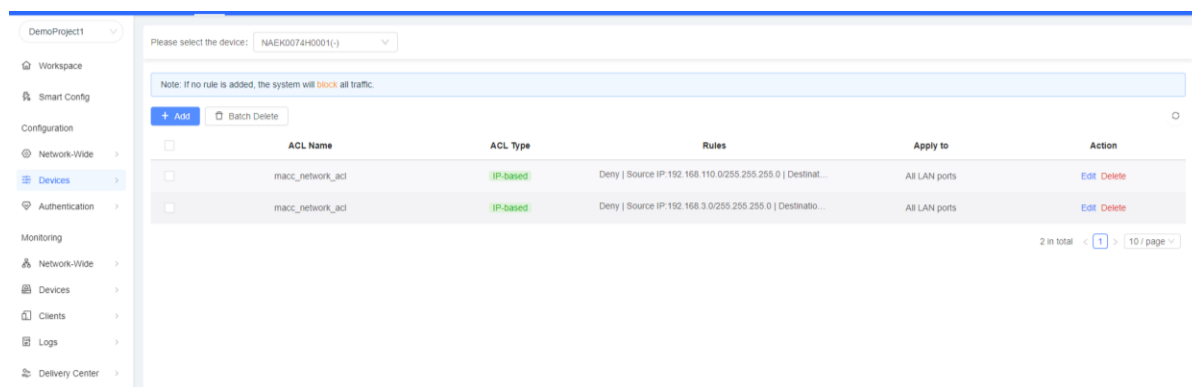 DemoProject1
Workspace
Smart Config
Configuration
Network-Wide
Devices
Authentication
Monitoring
Network-Wide
Devices
Clients
Logs
Delivery Center
Please select the device: NAEK0074H0001(-)
Note: If no rule is added, the system will block all traffic.
+ Add Batch Delete
ACL Name ACL Type Rules Apply to Action
macc_network_acl IP-based Deny | Source IP:192.168.110.0/255.255.255.0 | Destinat... All LAN ports Edit Delete
macc_network_acl IP-based Deny | Source IP:192.168.3.0/255.255.255.0 | Destinatio... All LAN ports Edit Delete
2 in total < 1 > 10 / page